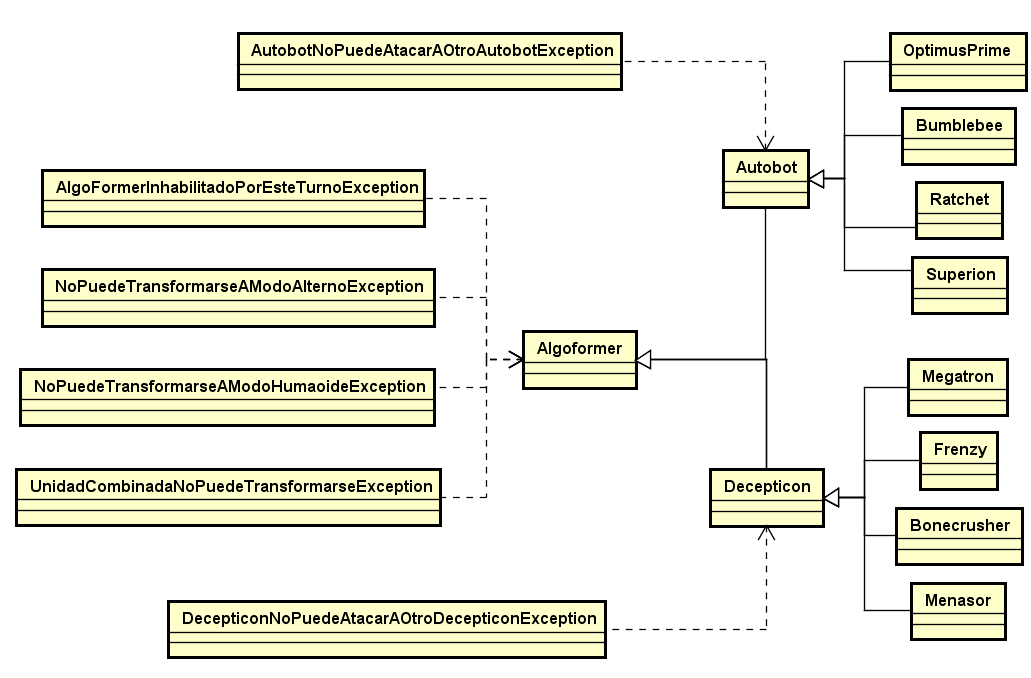 AutobotNoPuedeAtacarAOtroAutobotException
OptimusPrime
Bumblebee
Autobot
AlgoFormerInhabilitadoPorEsteTurnoException
Ratchet
NoPuedeTransformarseAModoAlternoException
Superion
Algoformer
NoPuedeTransformarseAModoHumaoideException
Megatron
Frenzy
UnidadCombinadaNoPuedeTransformarseException
Decepticon
Bonecrusher
Menasor
DecepticonNoPuedeAtacarAOtroDecepticonException